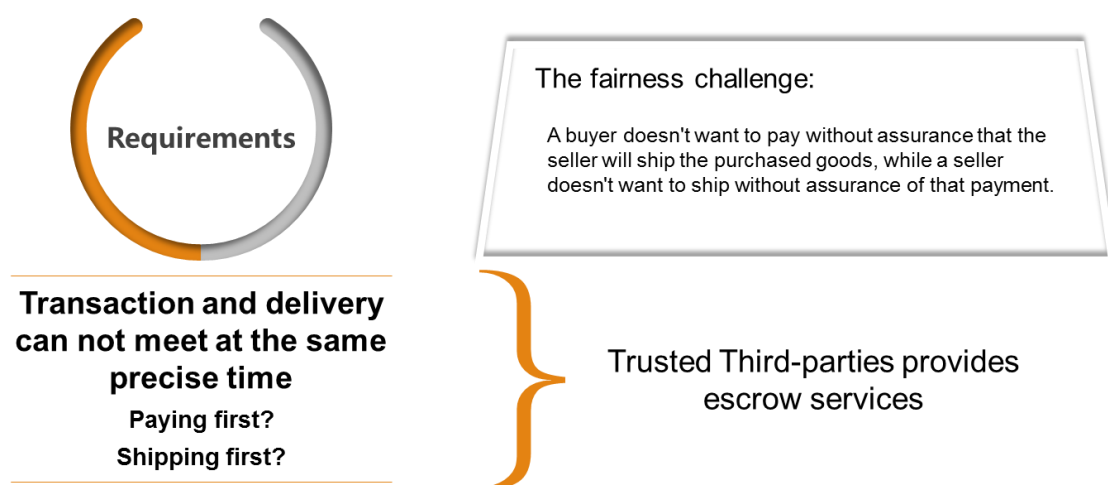 Requirements
The fairness challenge:
A buyer doesn't want to pay without assurance that the
seller will ship the purchased goods, while a seller
doesn't want to ship without assurance of that payment.
Transaction and delivery
can not meet at the same
precise time
Paying first?
Shipping first?
Trusted Third-parties provides
escrow services